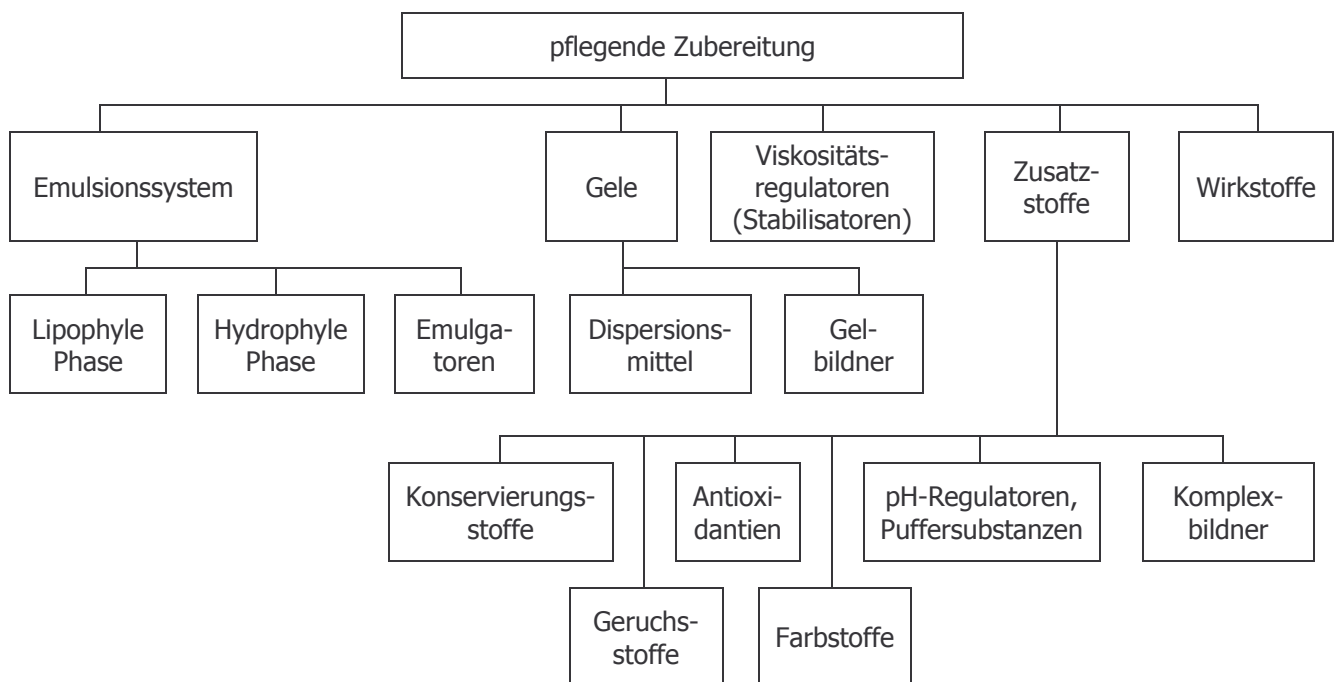 pflegende Zubereitung
Emulsionssystem
Gele
Viskositäts-
regulatoren
(Stabilisatoren)
Zusatz-
stoffe
Wirkstoffe
Lipophyle
Phase
Hydrophyle
Phase
Emulga-
toren
Dispersions-
mittel
Gel-
bildner
Konservierungs-
stoffe
Antioxi-
dantien
pH-Regulatoren,
Puffersubstanzen
Komplex-
bildner
Geruchs-
stoffe
Farbstoffe